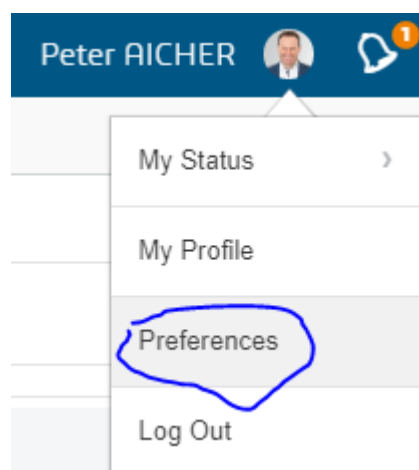 Peter AICHER
1
My Status
My Profile
Preferences
Log Out